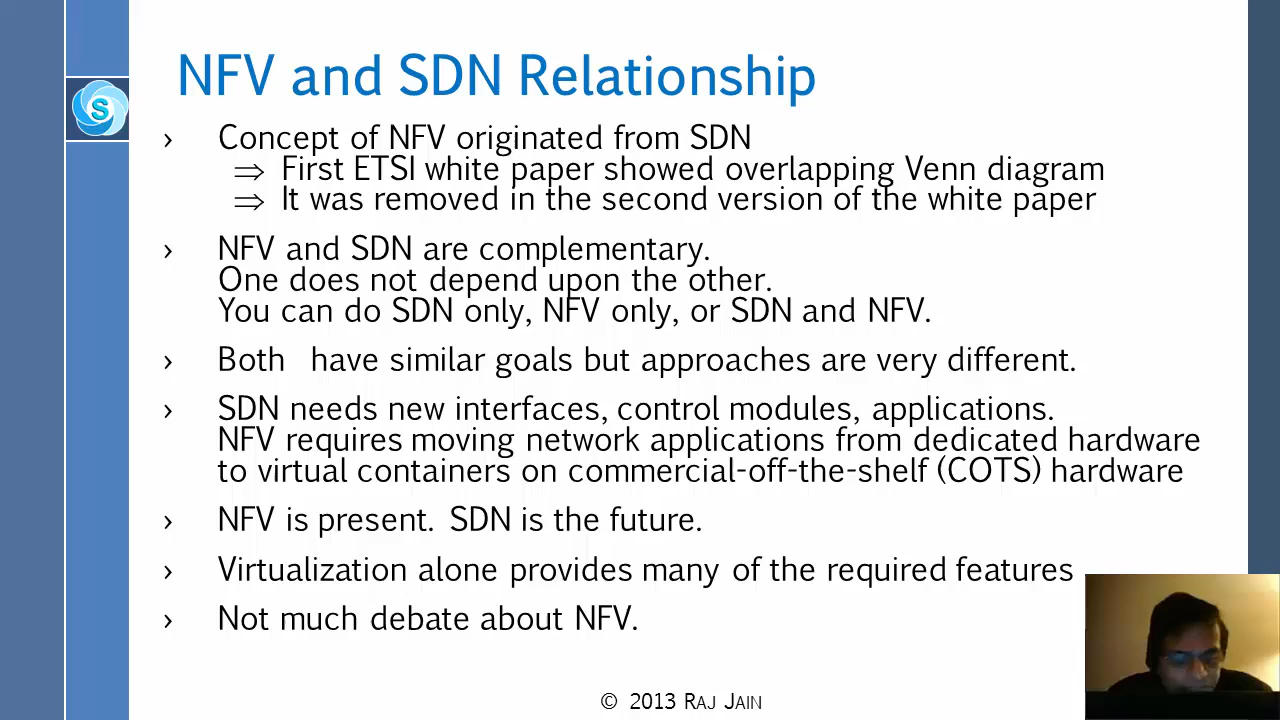 NFV and SDN Relationship
S
› Concept of NFV originated from SDN
⇒ First ETSI white paper showed overlapping Venn diagram
⇒ It was removed in the second version of the white paper
› NFV and SDN are complementary.
One does not depend upon the other.
You can do SDN only, NFV only, or SDN and NFV.
› Both have similar goals but approaches are very different.
› SDN needs new interfaces, control modules, applications.
NFV requires moving network applications from dedicated hardware
to virtual containers on commercial-off-the-shelf (COTS) hardware
› NFV is present. SDN is the future.
› Virtualization alone provides many of the required features
› Not much debate about NFV.
© 2013 RAJ JAIN